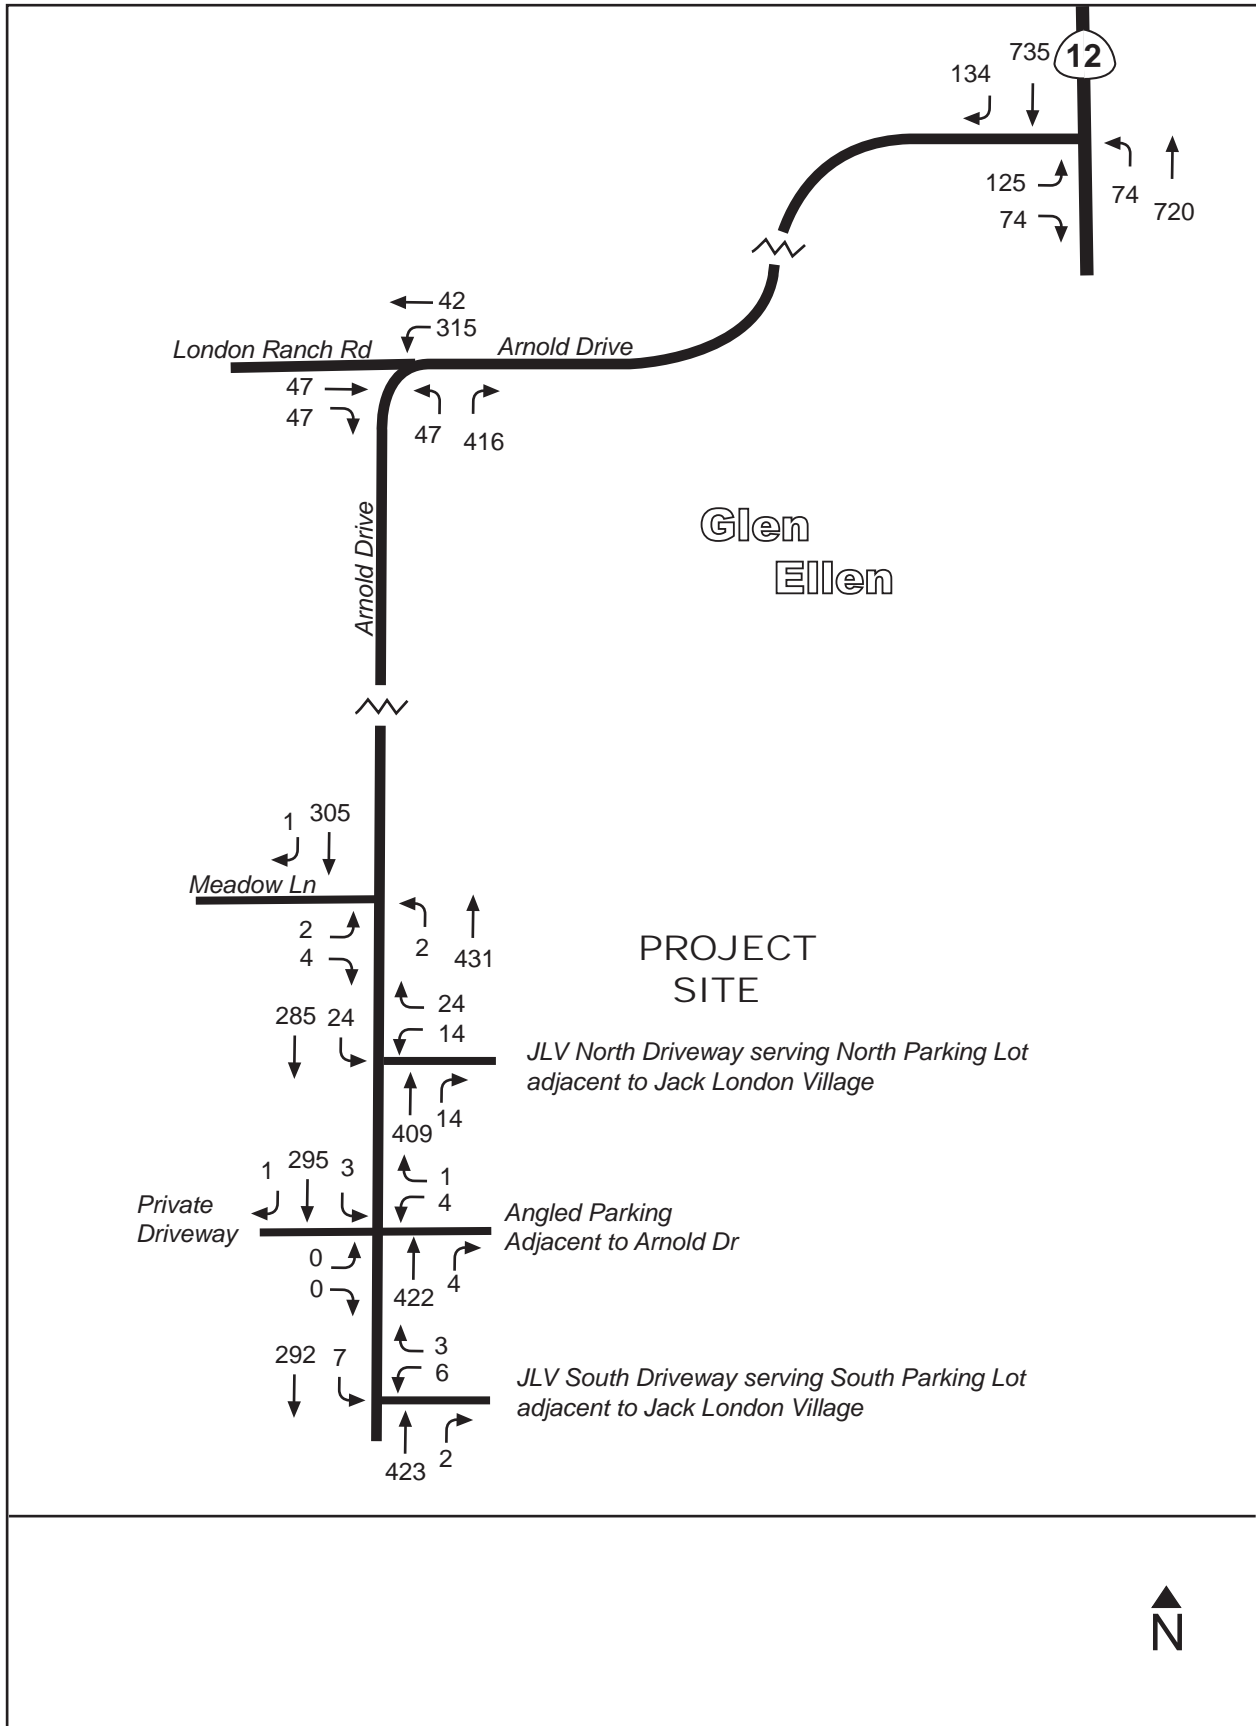 12
735
134
125
74
74
720
42
315
London Ranch Rd
Arnold Drive
47
47
47
416
Arnold Drive
Glen
Ellen
1
305
Meadow Ln
2
4
2
431
PROJECT
SITE
285
24
24
14
JLV North Driveway serving North Parking Lot
adjacent to Jack London Village
409
14
1
295
3
1
4
Private
Driveway
Angled Parking
Adjacent to Arnold Dr
0
0
422
4
292
7
3
6
JLV South Driveway serving South Parking Lot
adjacent to Jack London Village
423
2
N